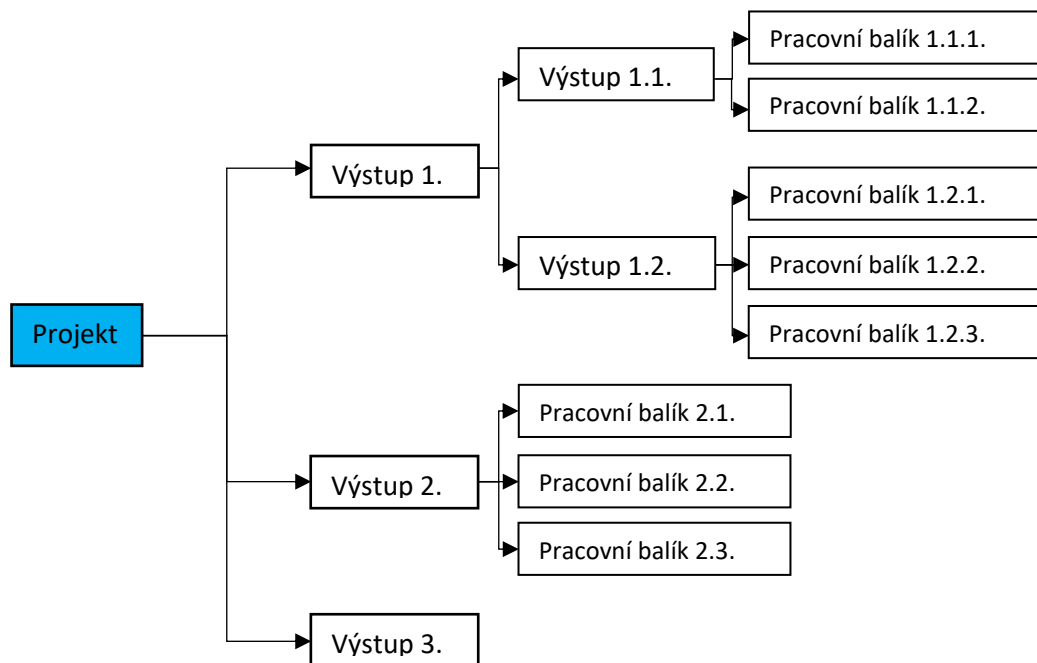 Pracovní balík 1.1.1.
Výstup 1.1.
Pracovní balík 1.1.2.
Výstup 1.
Pracovní balík 1.2.1.
Výstup 1.2.
Pracovní balík 1.2.2.
Pracovní balík 1.2.3.
Projekt
Pracovní balík 2.1.
Výstup 2.
Pracovní balík 2.2.
Pracovní balík 2.3.
Výstup 3.